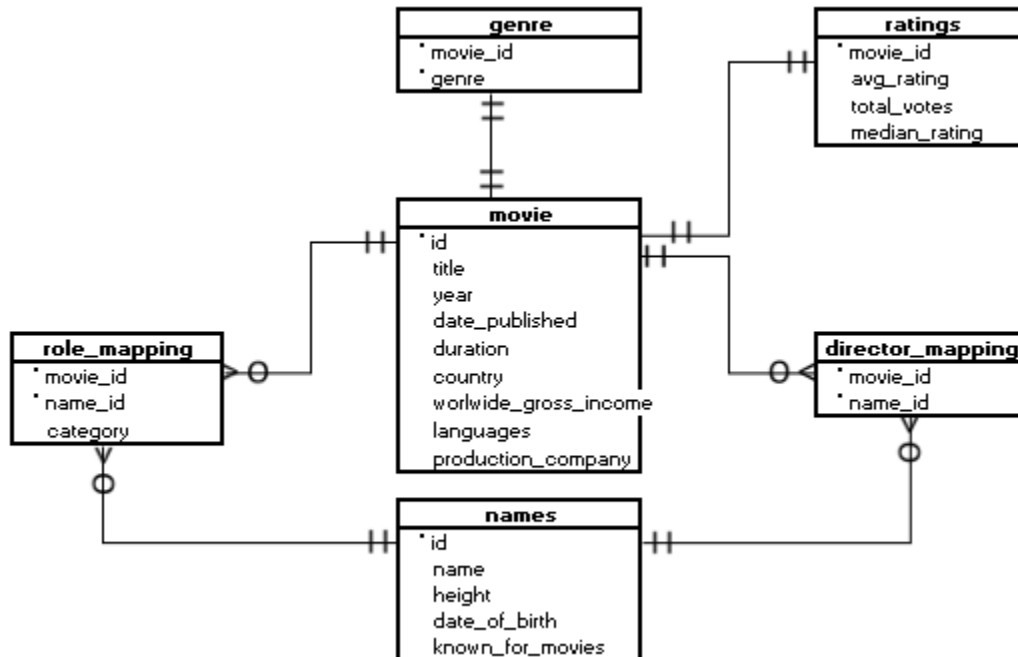 genre
movie_id
genre
ratings
movie_id
avg_rating
total_votes
median_rating
movie
id
title
year
date_published
duration
country
worlwide_gross_income
languages
production_company
role_mapping
movie_id
name_id
category
director_mapping
movie_id
name_id
names
id
name
height
date_of_birth
known_for_movies